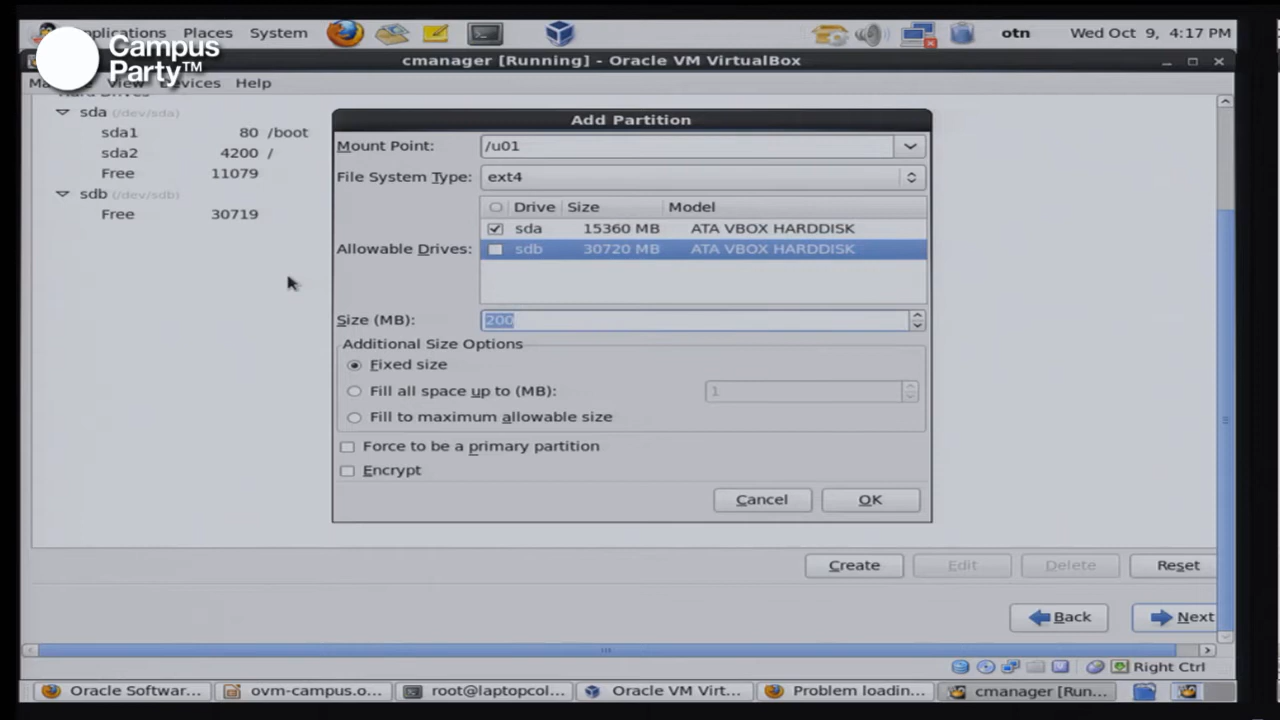 Applications Places System
otn
Wed Oct 9, 4:17 PM
Campus
Party™
cmanager [Running] - Oracle VM VirtualBox
View Devices Help
sda (/dev/sda)
sda1 80 /boot
sda2 4200 /
Free 11079
sdb (/dev/sdb)
Free 30719
Add Partition
Mount Point: /u01
File System Type: ext4
Drive Size Model
sda 15360 MB ATA VBOX HARDDISK
Allowable Drives: sdb 30720 MB ATA VBOX HARDDISK
Size (MB): 200
Additional Size Options
Fixed size
Fill all space up to (MB): 1
Fill to maximum allowable size
Force to be a primary partition
Encrypt
Cancel OK
Create Edit Delete Reset
Back Next
Right Ctrl
Oracle Softwar... ovm-campus.o... root@laptopcol... Oracle VM Virt... Problem loadin... cmanager [Run...